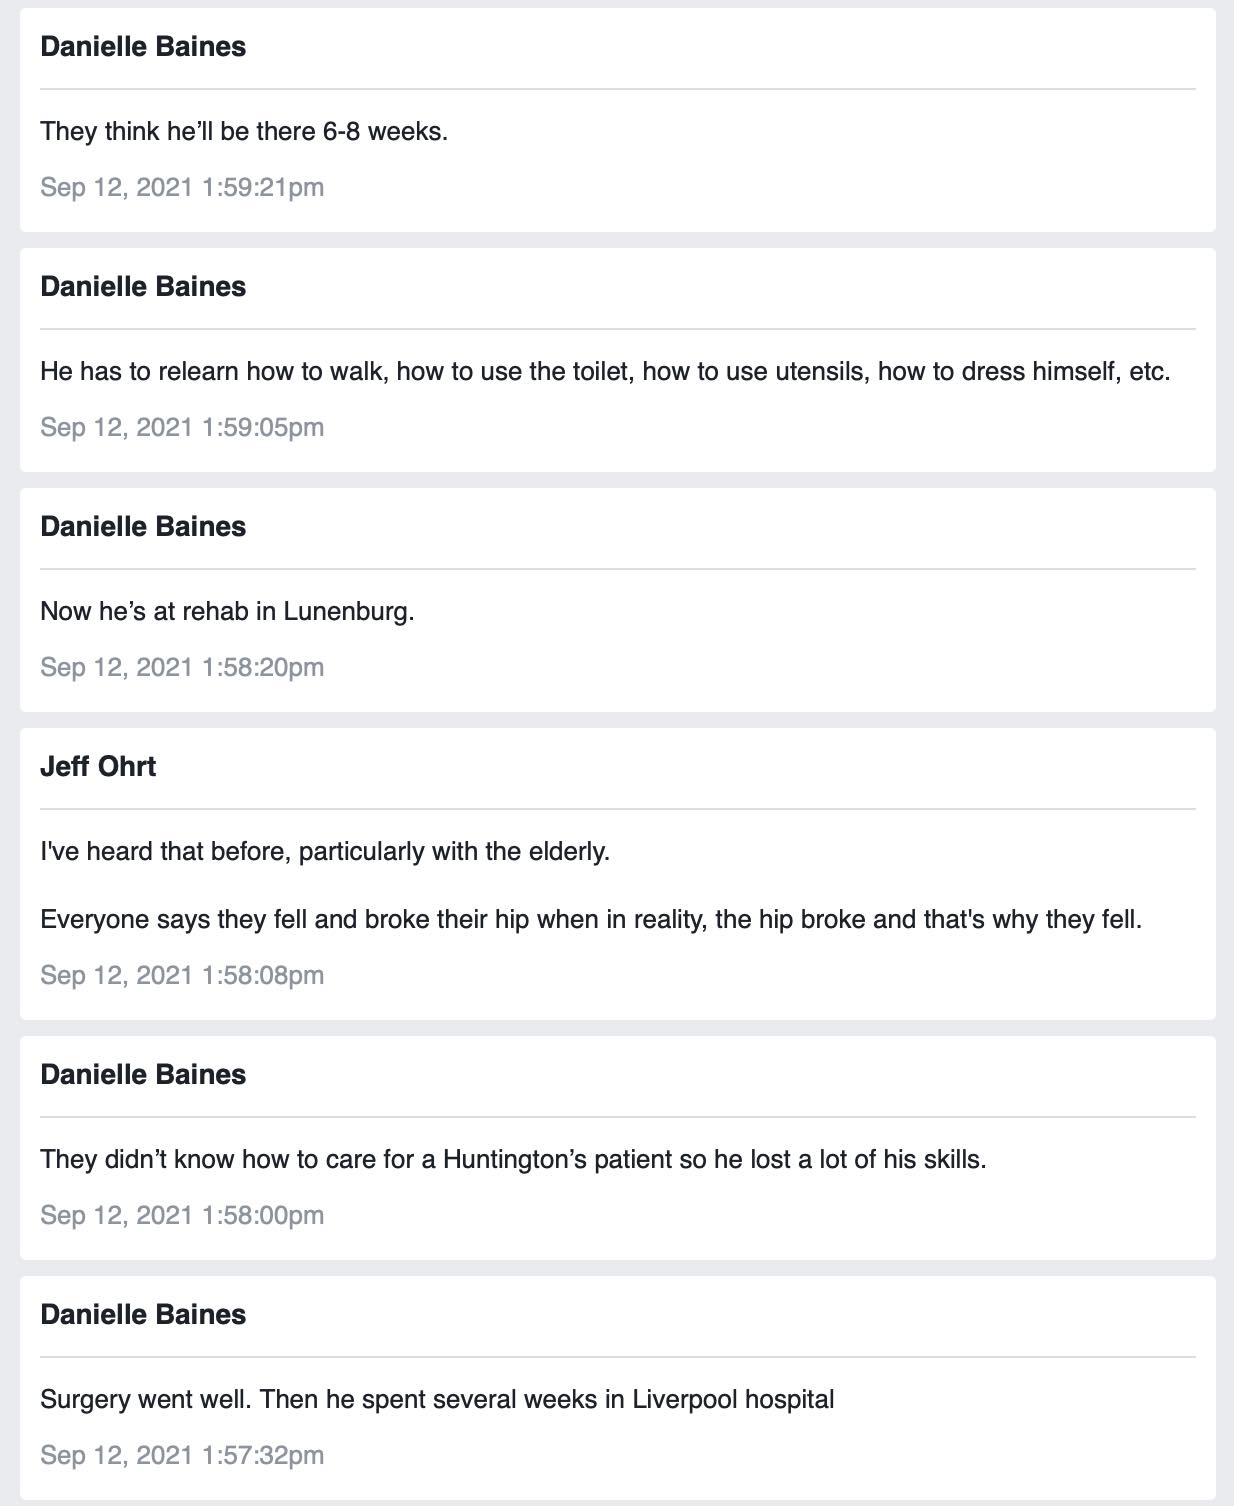 Danielle Baines
They think he’ll be there 6-8 weeks.
Sep 12, 2021 1:59:21pm
Danielle Baines
He has to relearn how to walk, how to use the toilet, how to use utensils, how to dress himself, etc.
Sep 12, 2021 1:59:05pm
Danielle Baines
Now he’s at rehab in Lunenburg.
Sep 12, 2021 1:58:20pm
Jeff Ohrt
I've heard that before, particularly with the elderly.
Everyone says they fell and broke their hip when in reality, the hip broke and that's why they fell.
Sep 12, 2021 1:58:08pm
Danielle Baines
They didn’t know how to care for a Huntington’s patient so he lost a lot of his skills.
Sep 12, 2021 1:58:00pm
Danielle Baines
Surgery went well. Then he spent several weeks in Liverpool hospital
Sep 12, 2021 1:57:32pm